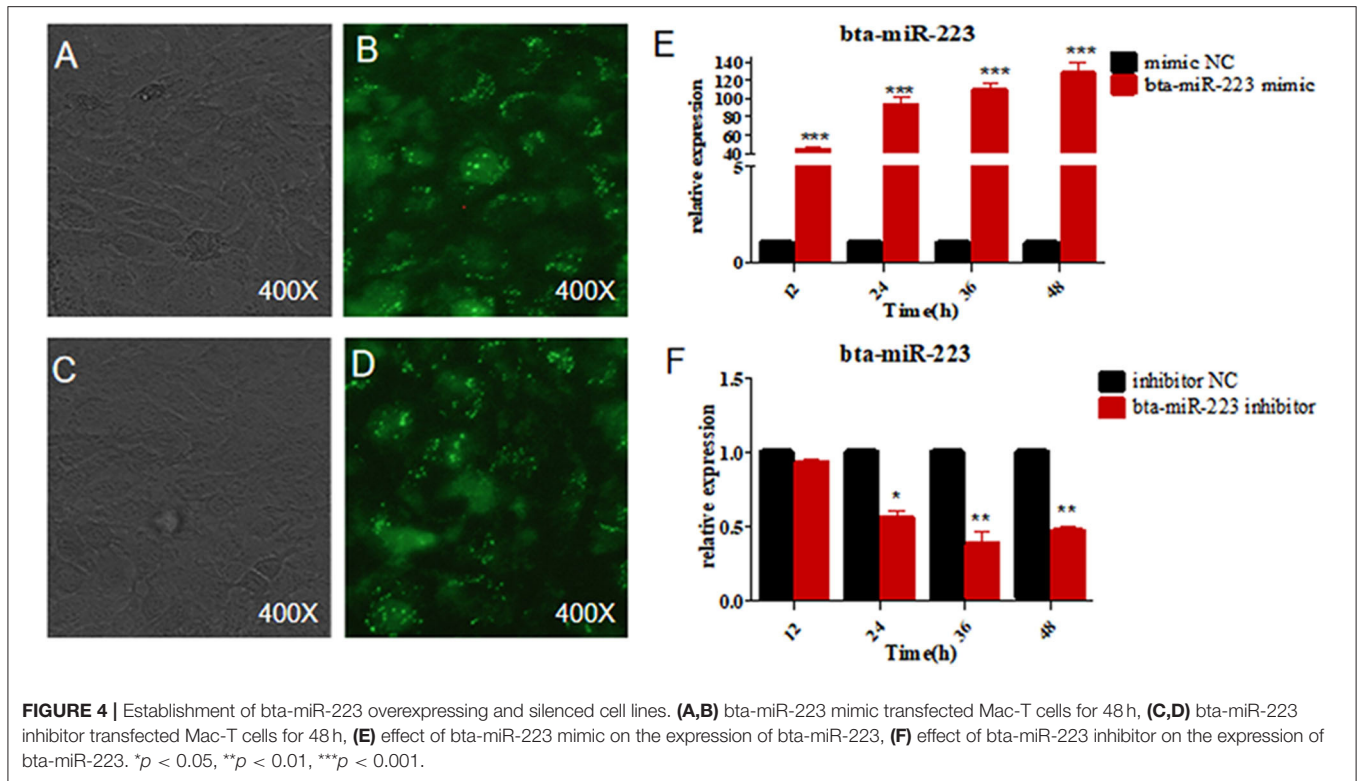 A
400X
B
400X
C
400X
D
400X
E
bta-miR-223
mimic NC
bta-miR-223 mimic
relative expression
140
120
100
80
60
40
5
0
***
***
***
***
12
24
36
48
Time(h)
F
bta-miR-223
inhibitor NC
bta-miR-223 inhibitor
relative expression
1.5
1.0
0.5
0.0
*
**
**
12
24
36
48
Time(h)
FIGURE 4 | Establishment of bta-miR-223 overexpressing and silenced cell lines. (A,B) bta-miR-223 mimic transfected Mac-T cells for 48 h, (C,D) bta-miR-223
inhibitor transfected Mac-T cells for 48 h, (E) effect of bta-miR-223 mimic on the expression of bta-miR-223, (F) effect of bta-miR-223 inhibitor on the expression of
bta-miR-223. *p < 0.05, **p < 0.01, ***p < 0.001.